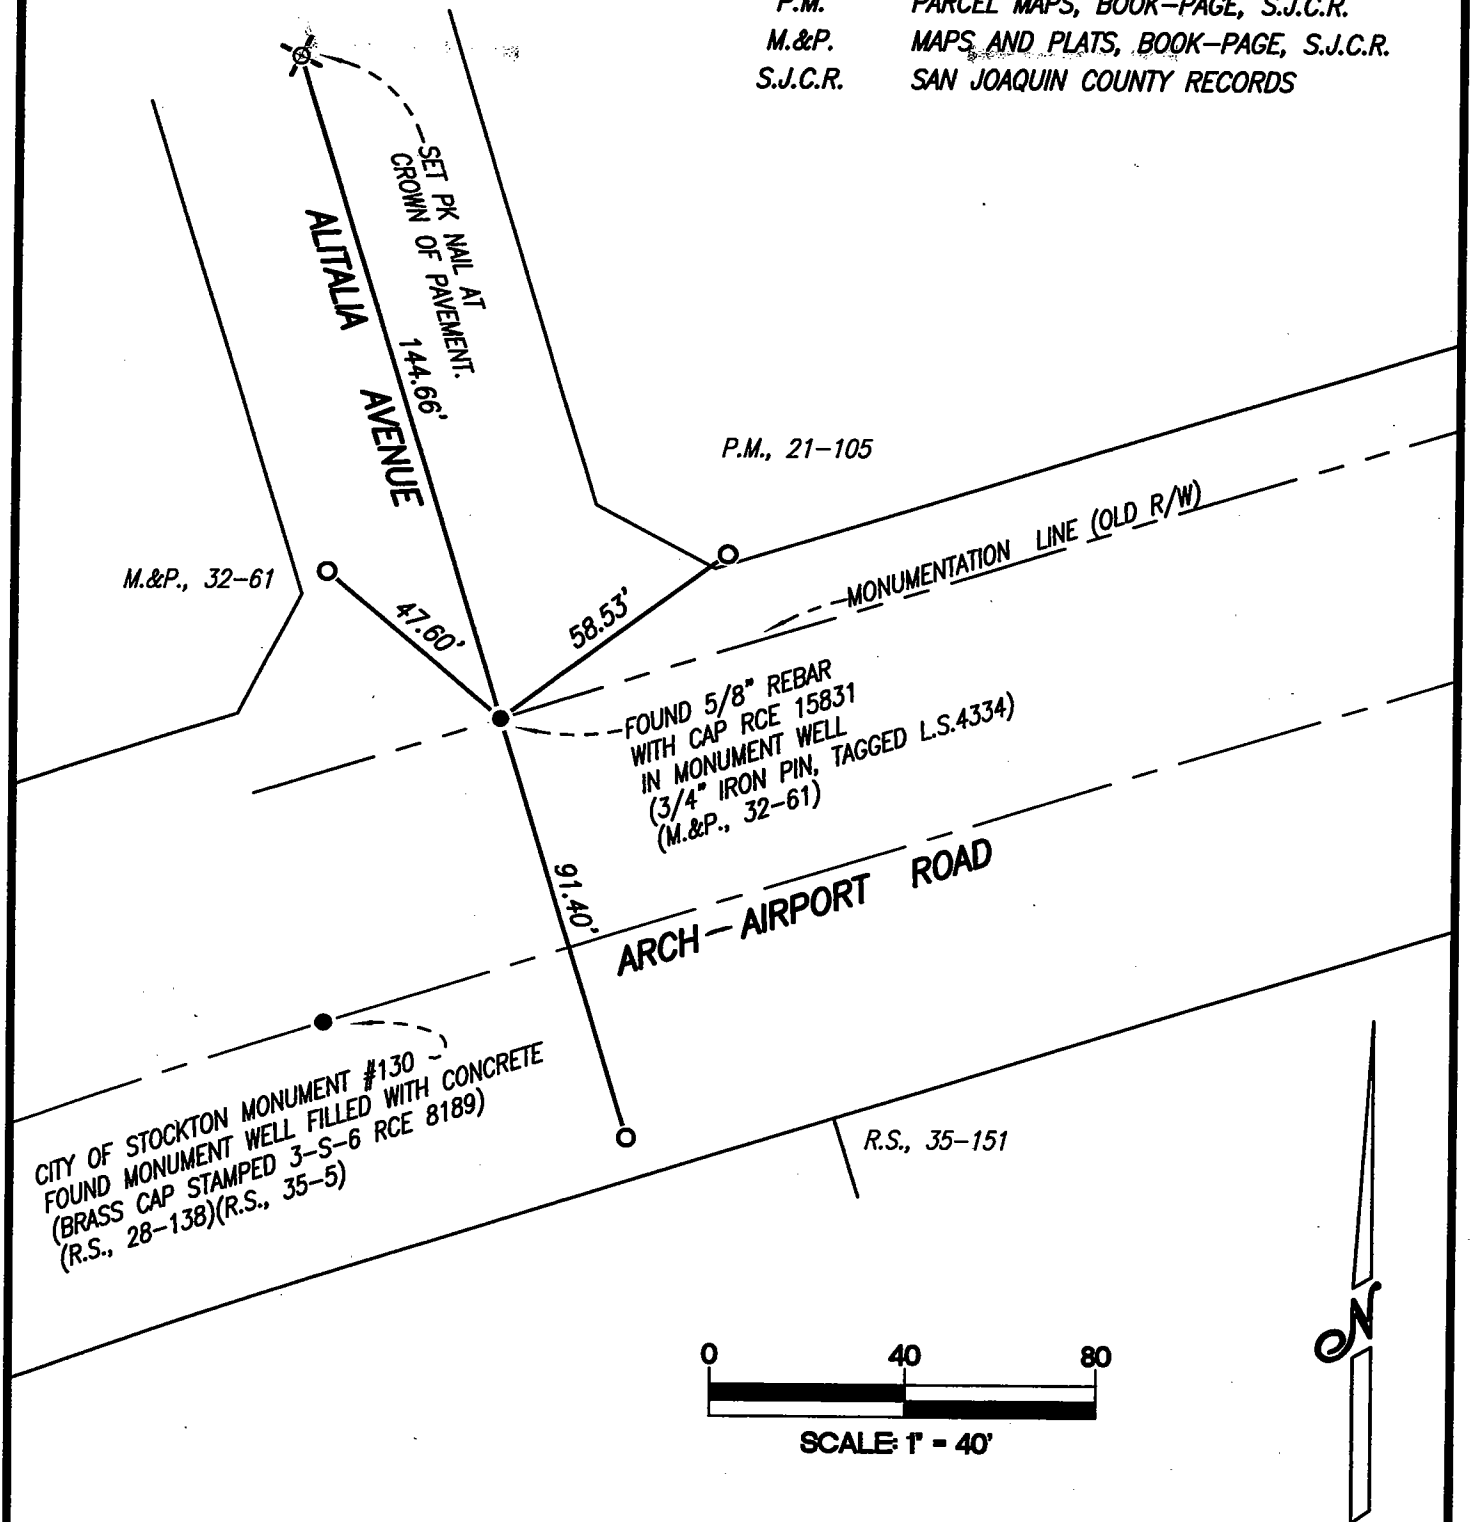 P.M. PARCEL MAPS, BOOK-PAGE, S.J.C.R.
M.&P. MAPS AND PLATS, BOOK-PAGE, S.J.C.R.
S.J.C.R. SAN JOAQUIN COUNTY RECORDS
SET PK NAIL AT
CROWN OF PAVEMENT.
ALITALIA AVENUE
144.66'
P.M., 21-105
MONUMENTATION LINE (OLD R/W)
M.&P., 32-61
47.60'
58.53'
FOUND 5/8" REBAR
WITH CAP RCE 15831
IN MONUMENT WELL
(3/4" IRON PIN, TAGGED L.S.4334)
(M.&P., 32-61)
91.40'
ARCH-AIRPORT ROAD
CITY OF STOCKTON MONUMENT #130
FOUND MONUMENT WELL FILLED WITH CONCRETE
(BRASS CAP STAMPED 3-S-6 RCE 8189)
(R.S., 28-138)(R.S., 35-5)
R.S., 35-151
N
0 40 80
SCALE: 1" = 40'